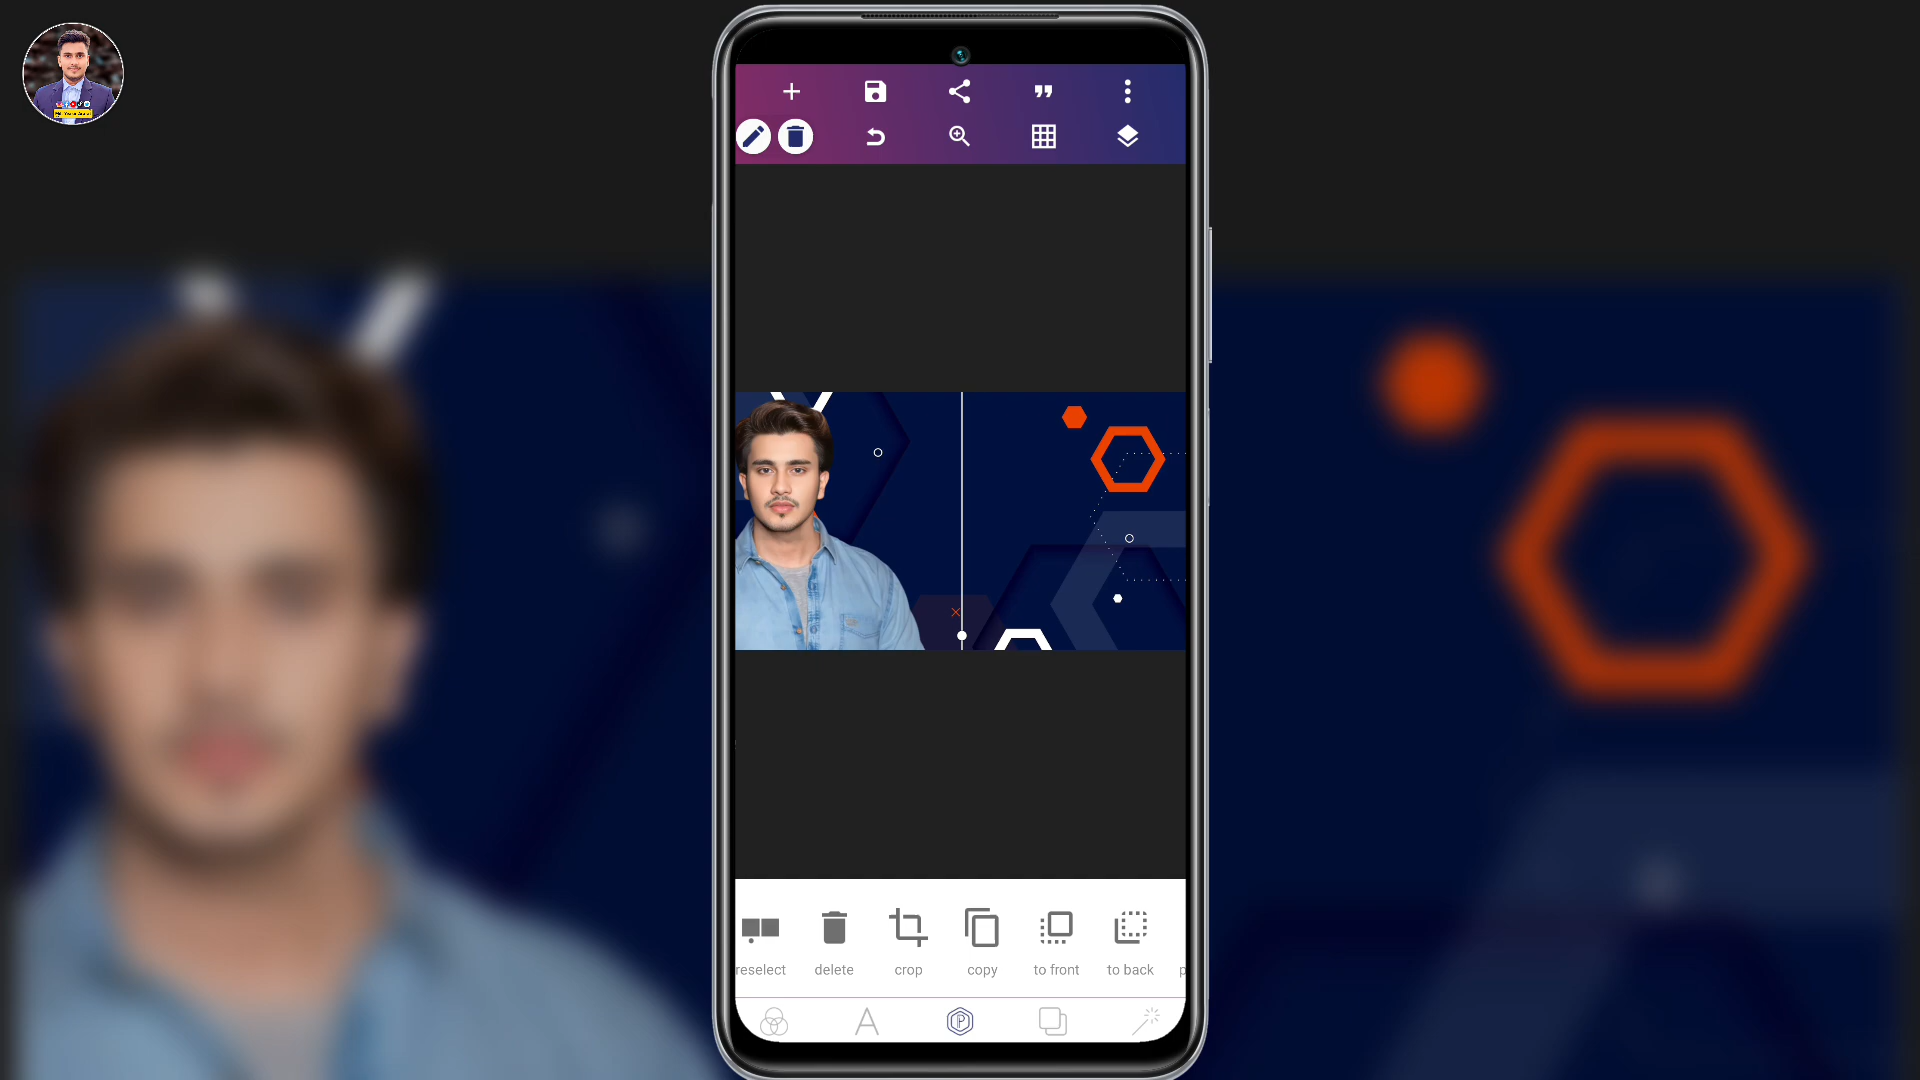 reselect
delete
crop
copy
to front
to back
p